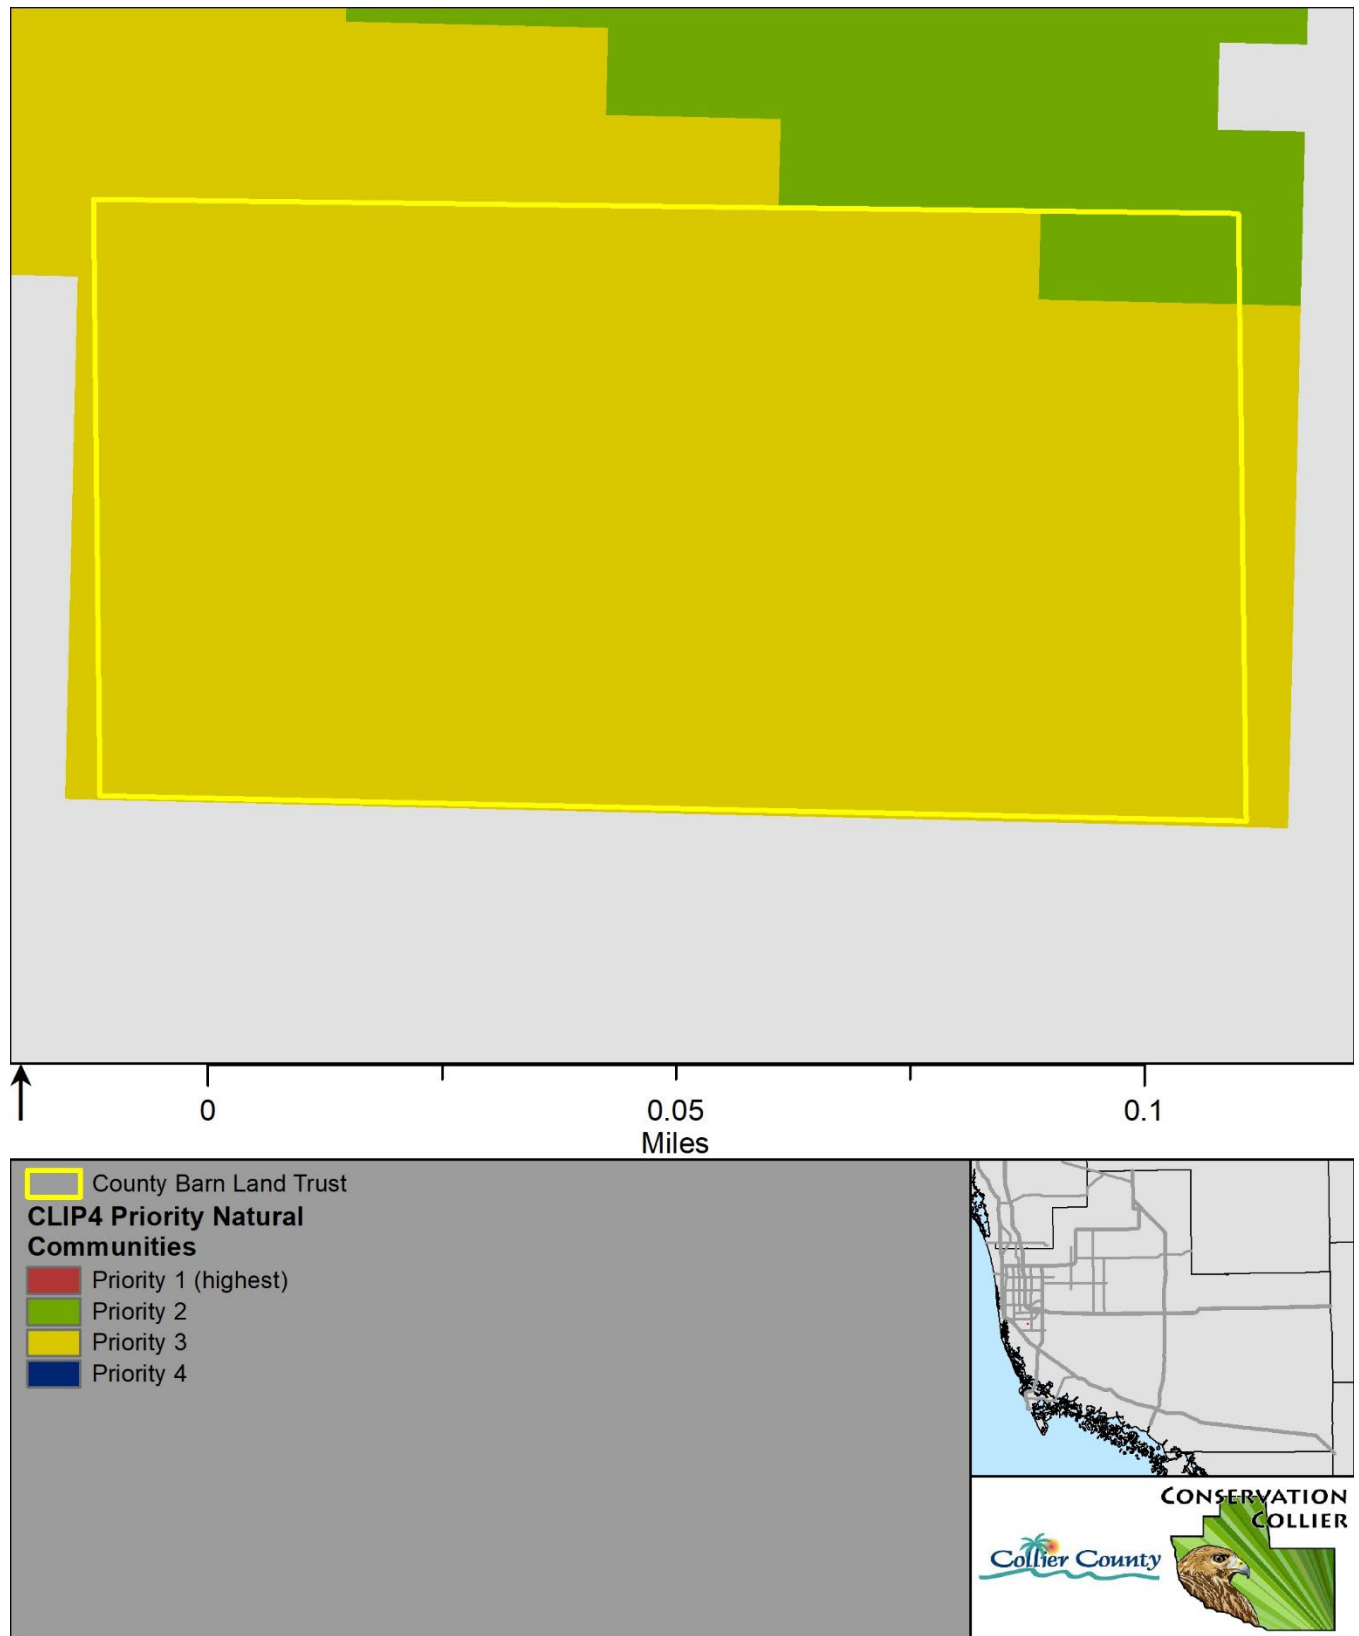 0
0.05
0.1
Miles
County Barn Land Trust
CLIP4 Priority Natural
Communities
Priority 1 (highest)
Priority 2
Priority 3
Priority 4
CONSERVATION
COLLIER
Collier County